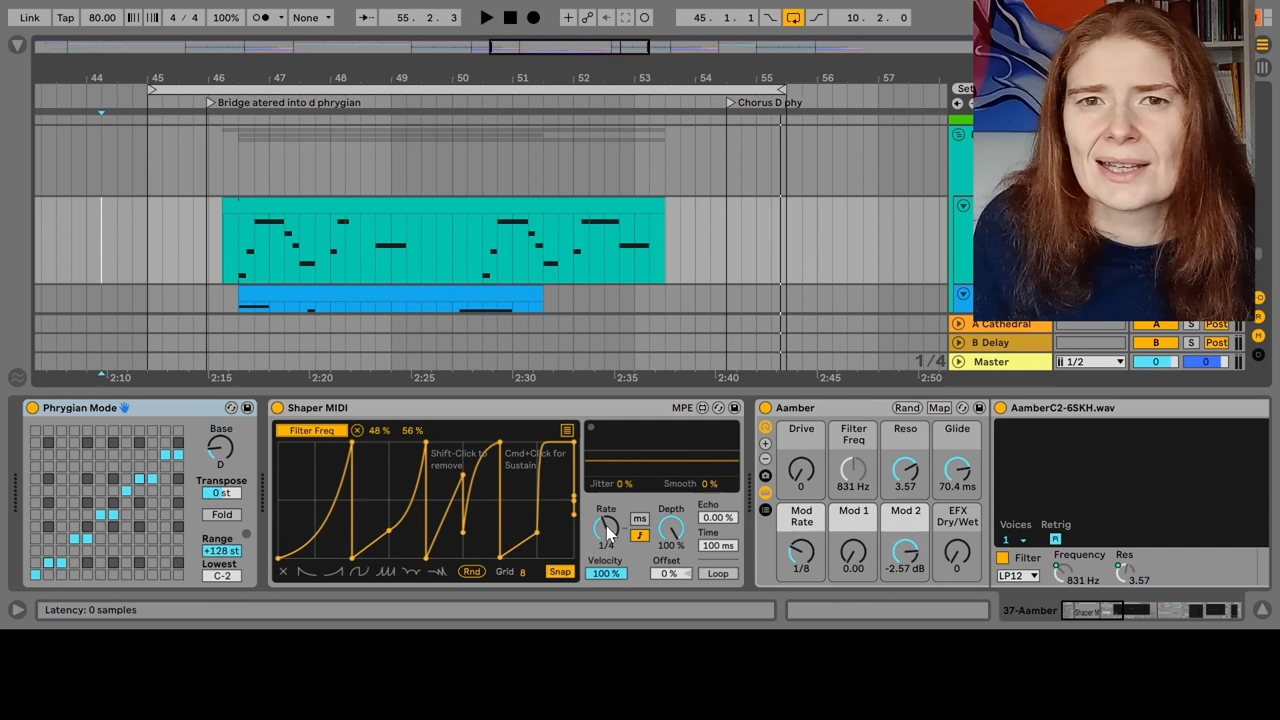 Link Tap 80.00 4 / 4 100% None 55. 2. 3 45. 1. 1 10. 2. 0
44 45 46 47 48 49 50 51 52 53 54 55 56 57
Set
Bridge atered into d phrygian Chorus D phy
A Cathedral A S Post
B Delay B S Post
1/4 Master 1/2 0 0
2:10 2:15 2:20 2:25 2:30 2:35 2:40 2:45 2:50
Phrygian Mode
Base
D
Transpose
0 st
Fold
Range
+128 st
Lowest
C-2
Shaper MIDI MPE
Filter Freq 48 % 56 %
Shift-Click to remove
Cmd+Click for Sustain
Rnd Grid 8 Snap
Jitter 0 % Smooth 0 %
Rate ms Depth Echo
0.00 %
1/4 100 % Time
100 ms
Velocity Offset
100 % 0 % Loop
Aamber Rand Map
Drive Filter Freq Reso Glide
0 831 Hz 3.57 70.4 ms
Mod Rate Mod 1 Mod 2 EFX Dry/Wet
1/8 0.00 -2.57 dB 0
AamberC2-6SKH.wav
Voices Retrig
1 R
Filter Frequency Res
LP12 831 Hz 3.57
Latency: 0 samples
37-Aamber